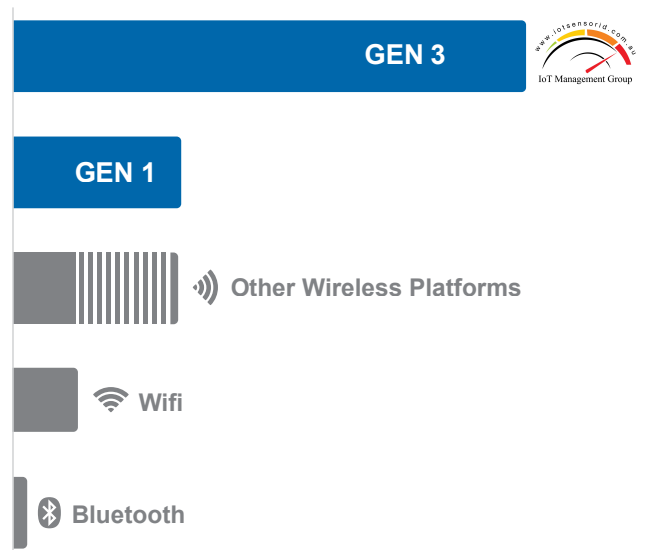 GEN 3
www.iotsensorid.com.au
IoT Management Group
GEN 1
Other Wireless Platforms
Wifi
Bluetooth